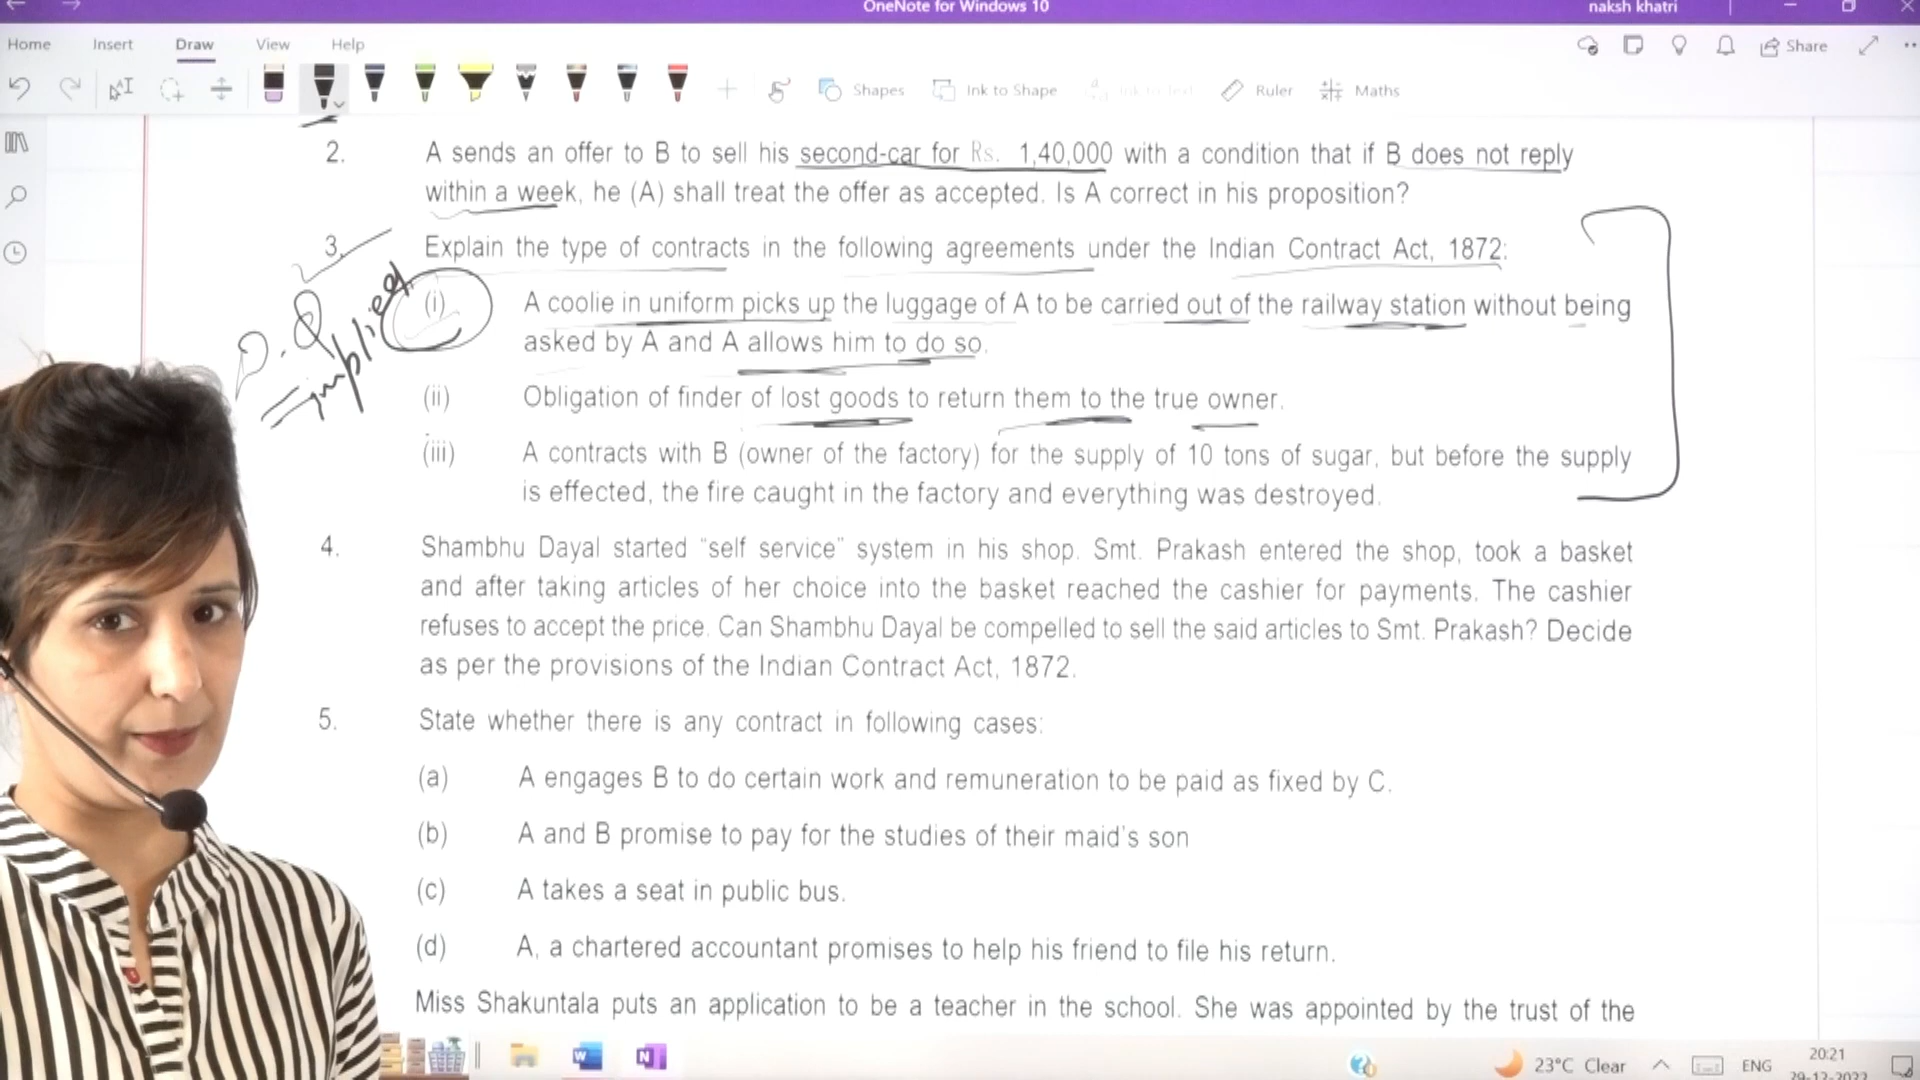 OneNote for Windows 10
naksh khatri
Home Insert Draw View Help
Share
Shapes Ink to Shape Ink to Text Ruler Maths
2. A sends an offer to B to sell his second-car for Rs. 1,40,000 with a condition that if B does not reply
within a week, he (A) shall treat the offer as accepted. Is A correct in his proposition?
3. Explain the type of contracts in the following agreements under the Indian Contract Act, 1872:
(i) A coolie in uniform picks up the luggage of A to be carried out of the railway station without being
asked by A and A allows him to do so.
implied
(ii) Obligation of finder of lost goods to return them to the true owner.
(iii) A contracts with B (owner of the factory) for the supply of 10 tons of sugar, but before the supply
is effected, the fire caught in the factory and everything was destroyed.
4. Shambhu Dayal started “self service” system in his shop. Smt. Prakash entered the shop, took a basket
and after taking articles of her choice into the basket reached the cashier for payments. The cashier
refuses to accept the price. Can Shambhu Dayal be compelled to sell the said articles to Smt. Prakash? Decide
as per the provisions of the Indian Contract Act, 1872.
5. State whether there is any contract in following cases:
(a) A engages B to do certain work and remuneration to be paid as fixed by C.
(b) A and B promise to pay for the studies of their maid's son
(c) A takes a seat in public bus.
(d) A, a chartered accountant promises to help his friend to file his return.
Miss Shakuntala puts an application to be a teacher in the school. She was appointed by the trust of the
23°C Clear ENG 20:21
29-12-2022